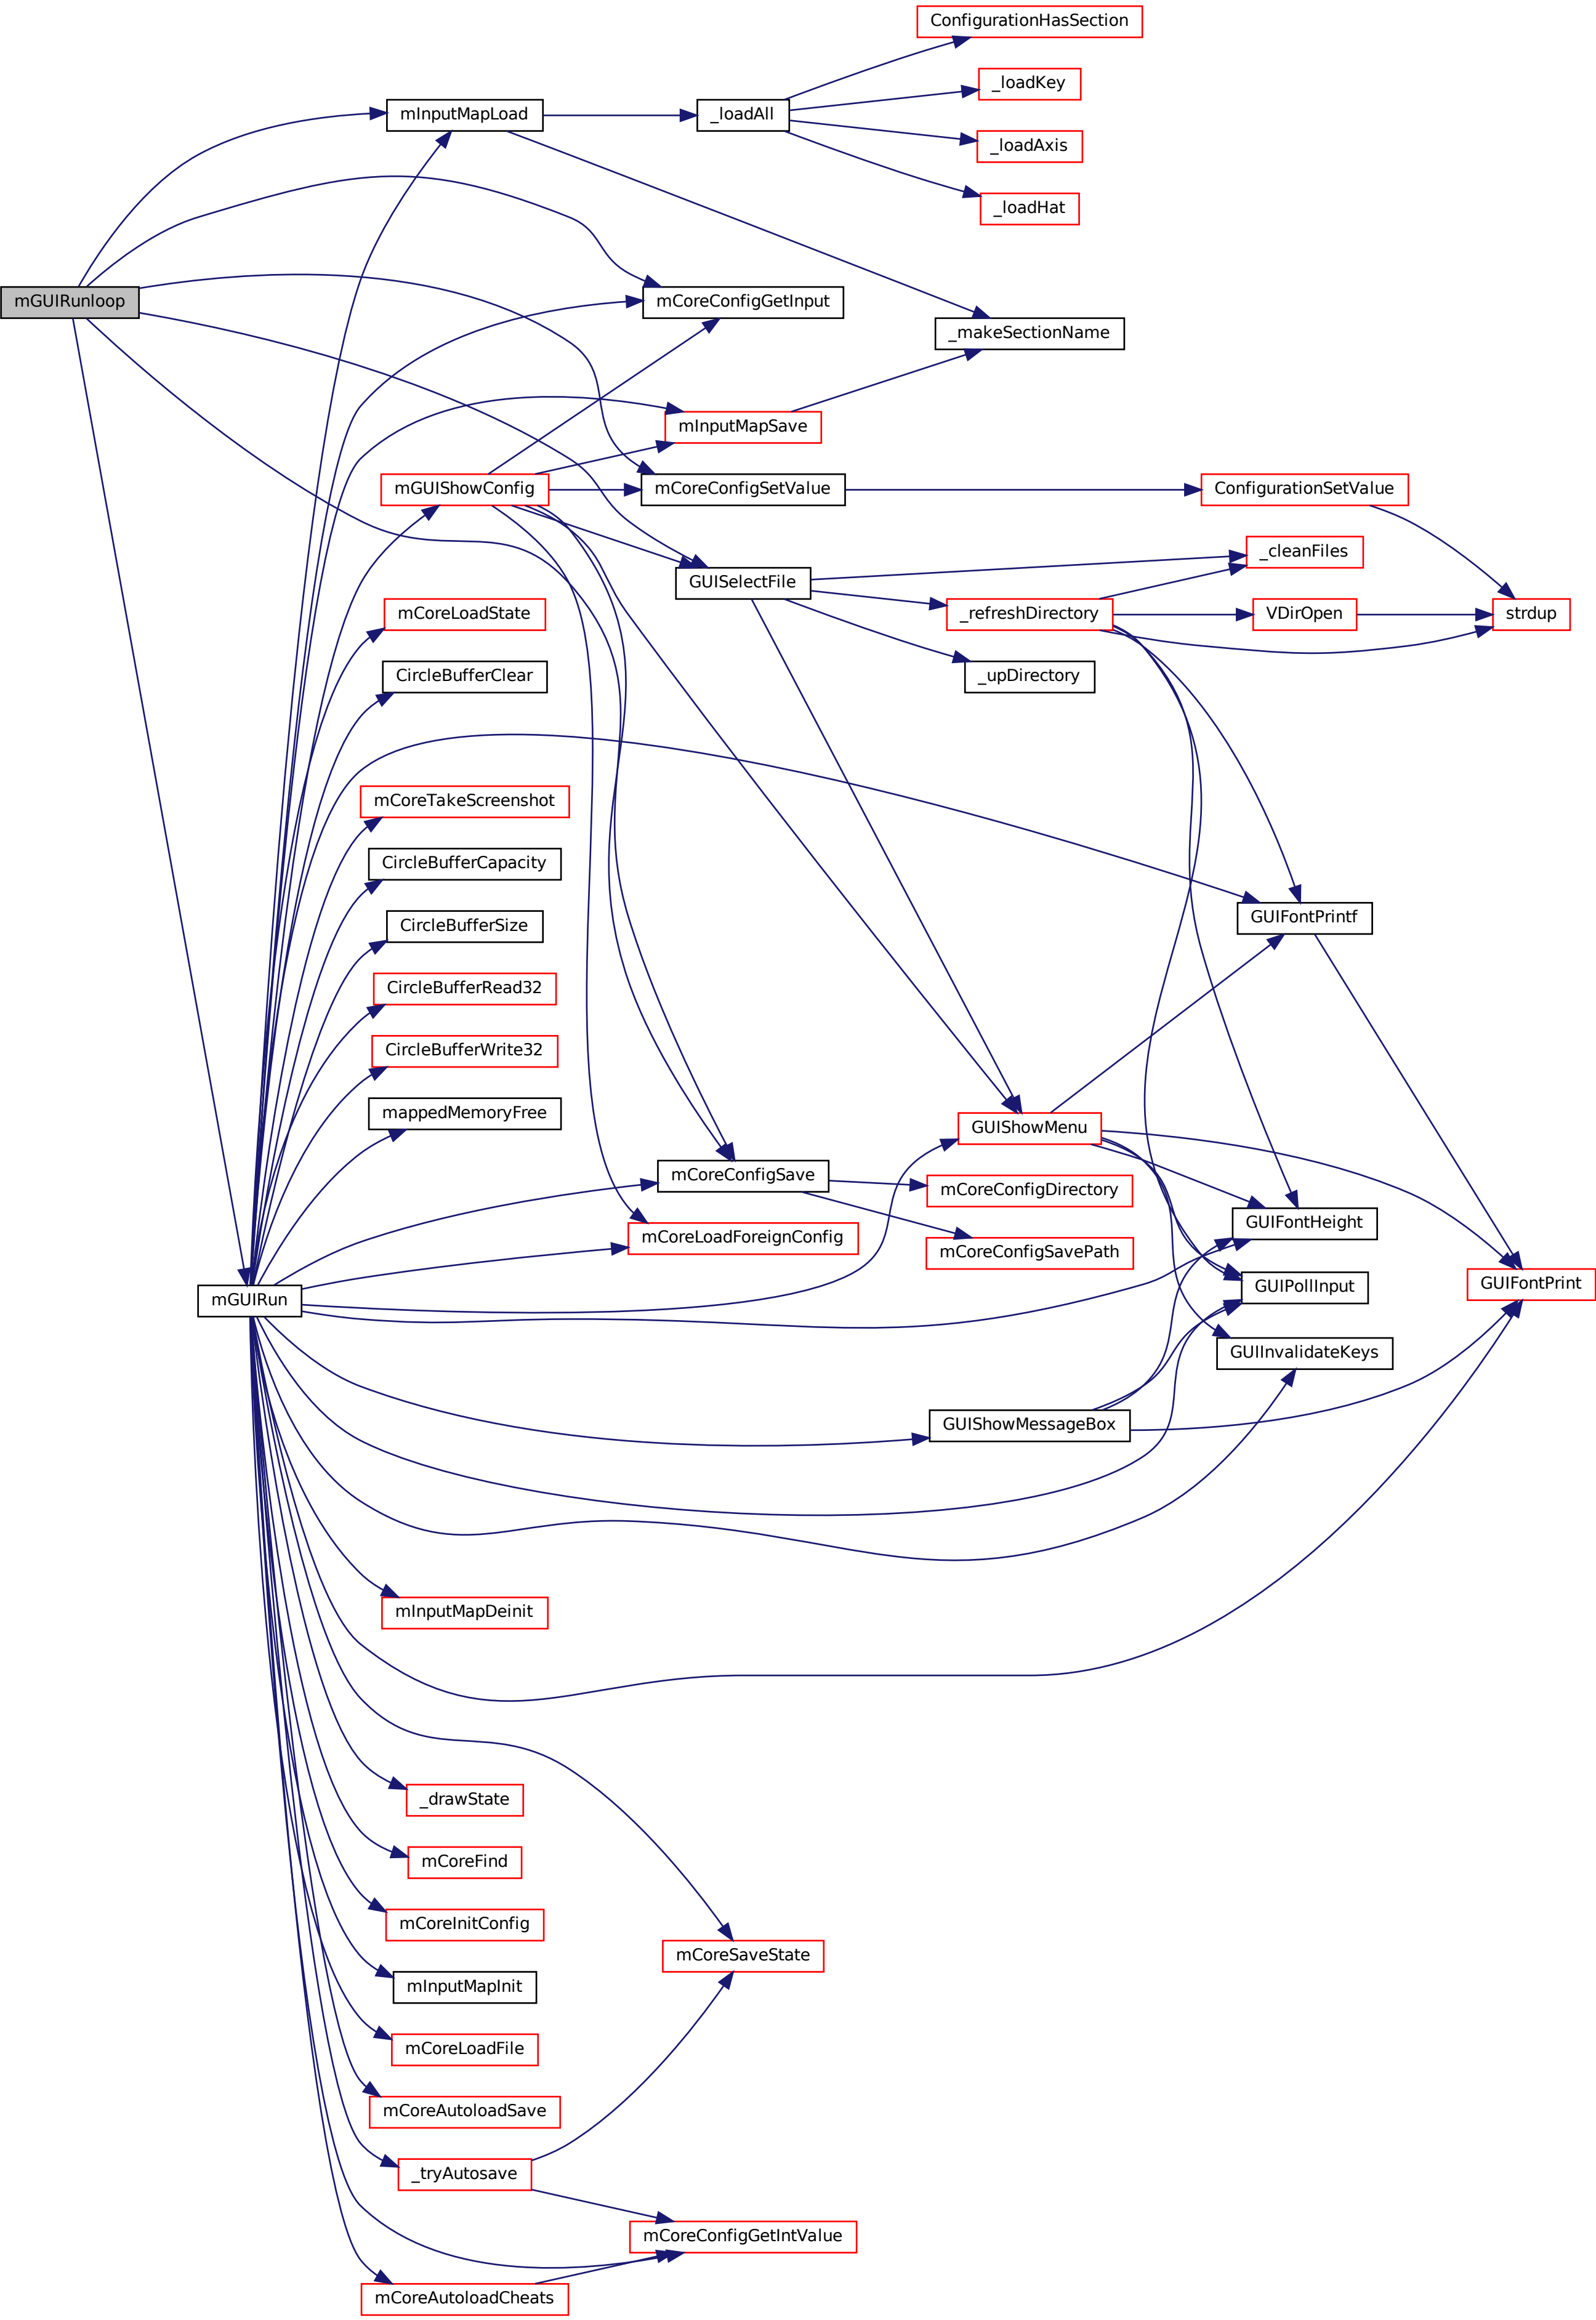 ConfigurationHasSection
_loadKey
mInputMapLoad
_loadAll
_loadAxis
_loadHat
mGUIRunloop
mCoreConfigGetInput
_makeSectionName
mInputMapSave
mGUIShowConfig
mCoreConfigSetValue
ConfigurationSetValue
_cleanFiles
GUISelectFile
mCoreLoadState
_refreshDirectory
VDirOpen
strdup
CircleBufferClear
_upDirectory
mCoreTakeScreenshot
CircleBufferCapacity
CircleBufferSize
GUIFontPrintf
CircleBufferRead32
CircleBufferWrite32
mappedMemoryFree
GUIShowMenu
mCoreConfigSave
mCoreConfigDirectory
GUIFontHeight
mCoreLoadForeignConfig
mCoreConfigSavePath
mGUIRun
GUIPollInput
GUIFontPrint
GUIInvalidateKeys
GUIShowMessageBox
mInputMapDeinit
_drawState
mCoreFind
mCoreInitConfig
mCoreSaveState
mInputMapInit
mCoreLoadFile
mCoreAutoloadSave
_tryAutosave
mCoreConfigGetIntValue
mCoreAutoloadCheats